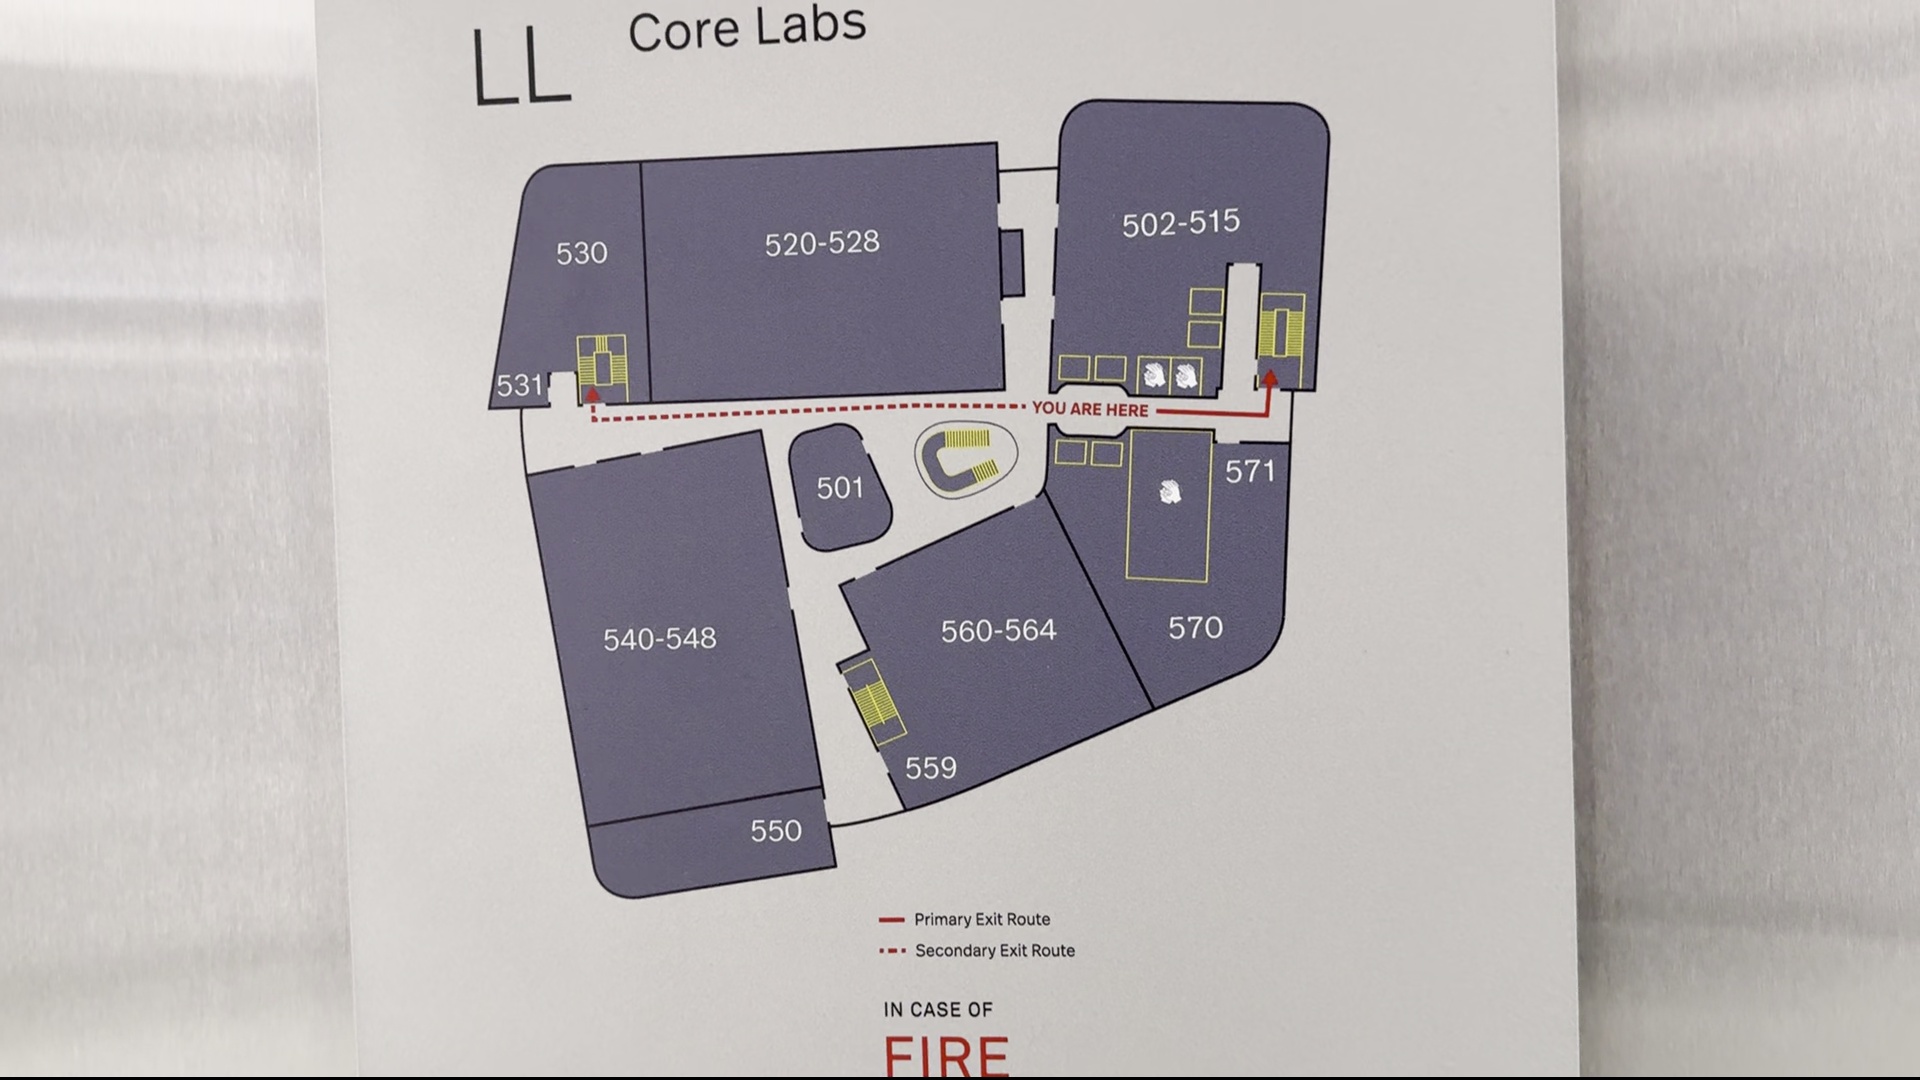 LL
Core Labs
502-515
530
520-528
531
YOU ARE HERE
571
501
540-548
560-564
570
559
550
Primary Exit Route
Secondary Exit Route
IN CASE OF
FIRE